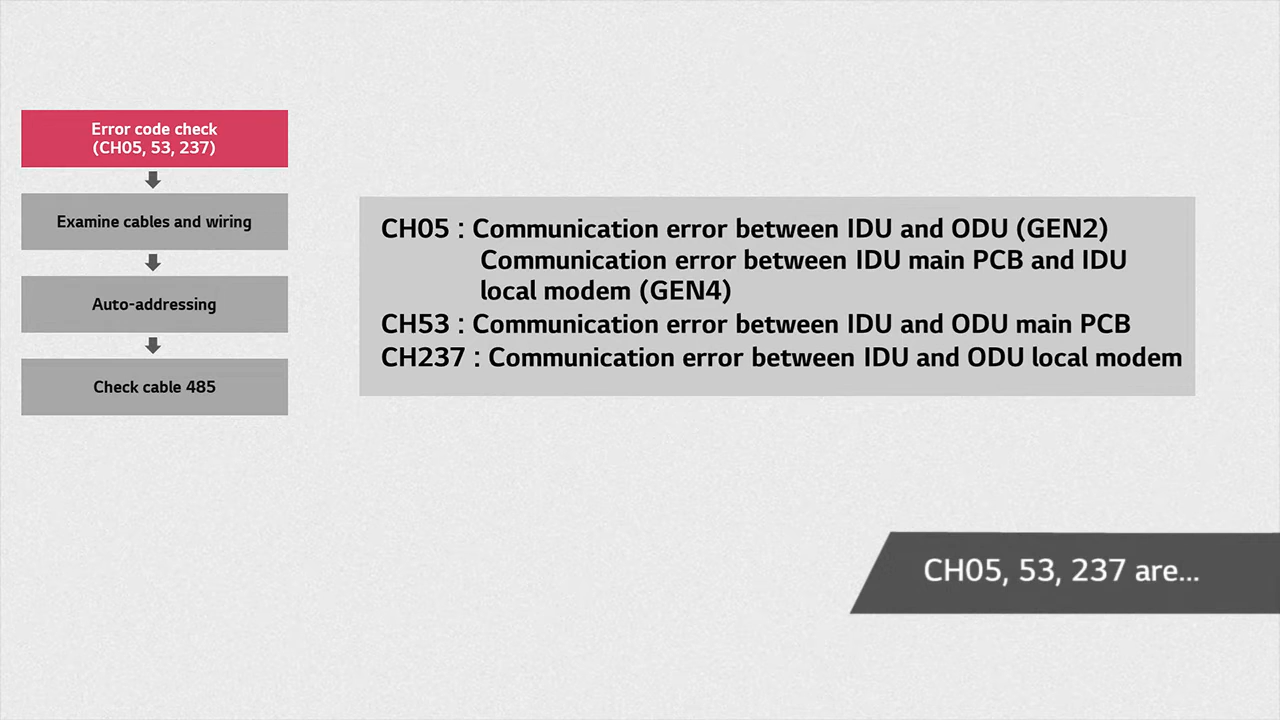 Error code check
(CH05, 53, 237)
Examine cables and wiring
Auto-addressing
Check cable 485
CH05 : Communication error between IDU and ODU (GEN2)
Communication error between IDU main PCB and IDU
local modem (GEN4)
CH53 : Communication error between IDU and ODU main PCB
CH237 : Communication error between IDU and ODU local modem
CH05, 53, 237 are...